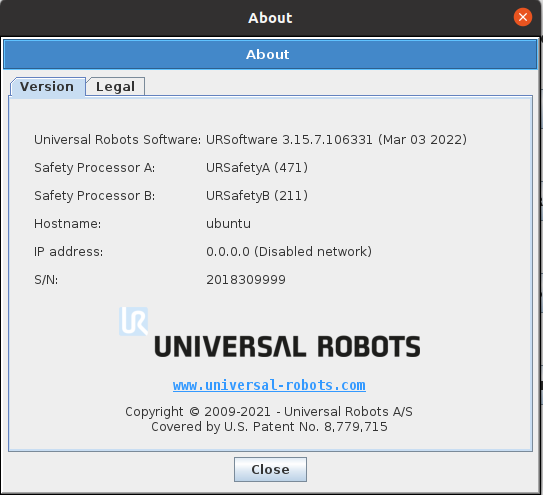 About
About
Version Legal
Universal Robots Software: URSoftware 3.15.7.106331 (Mar 03 2022)
Safety Processor A: URSafetyA (471)
Safety Processor B: URSafetyB (211)
Hostname: ubuntu
IP address: 0.0.0.0 (Disabled network)
S/N: 2018309999
UR
UNIVERSAL ROBOTS
www.universal-robots.com
Copyright © 2009-2021 - Universal Robots A/S
Covered by U.S. Patent No. 8,779,715
Close